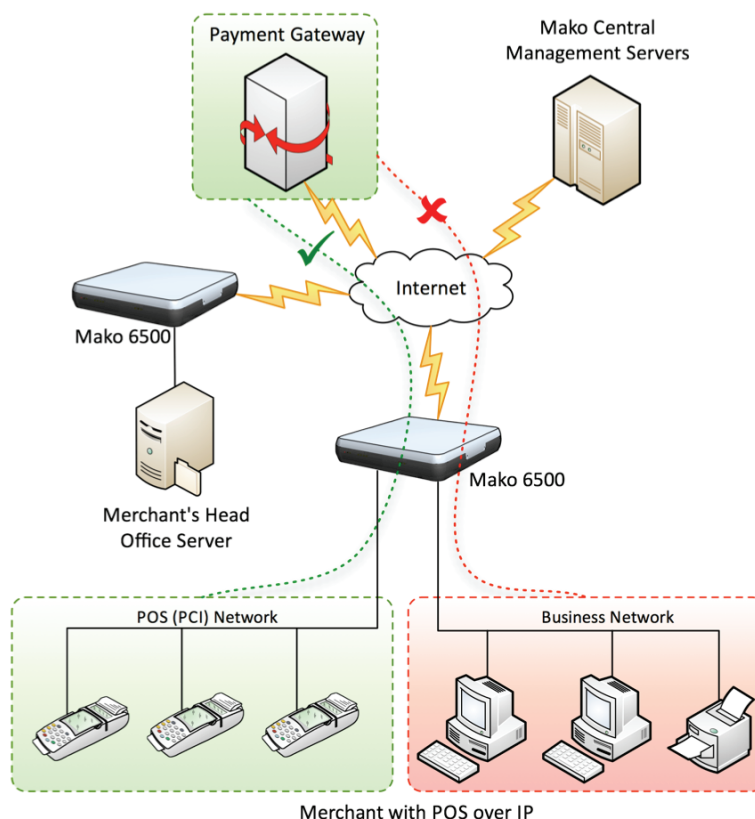 Payment Gateway
Mako Central
Management Servers
Internet
Mako 6500
Mako 6500
Merchant's Head
Office Server
POS (PCI) Network
Business Network
Merchant with POS over IP